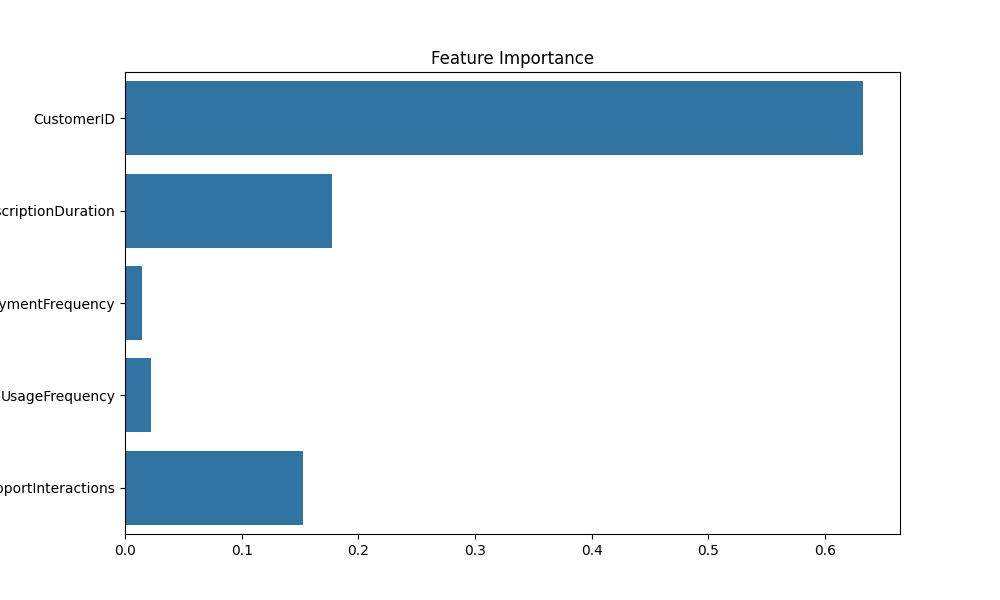 Feature Importance
CustomerID
scriptionDuration
ymentFrequency
UsageFrequency
pportInteractions
0.0 0.1 0.2 0.3 0.4 0.5 0.6